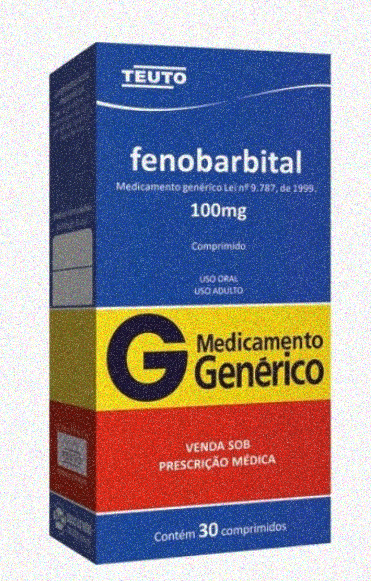 TEUTO
fenobarbital
Medicamento genérico Lei nº 9.787, de 1999.
100mg
Comprimido
USO ORAL
USO ADULTO
G Medicamento
Genérico
VENDA SOB
PRESCRIÇÃO MÉDICA
Contém 30 comprimidos